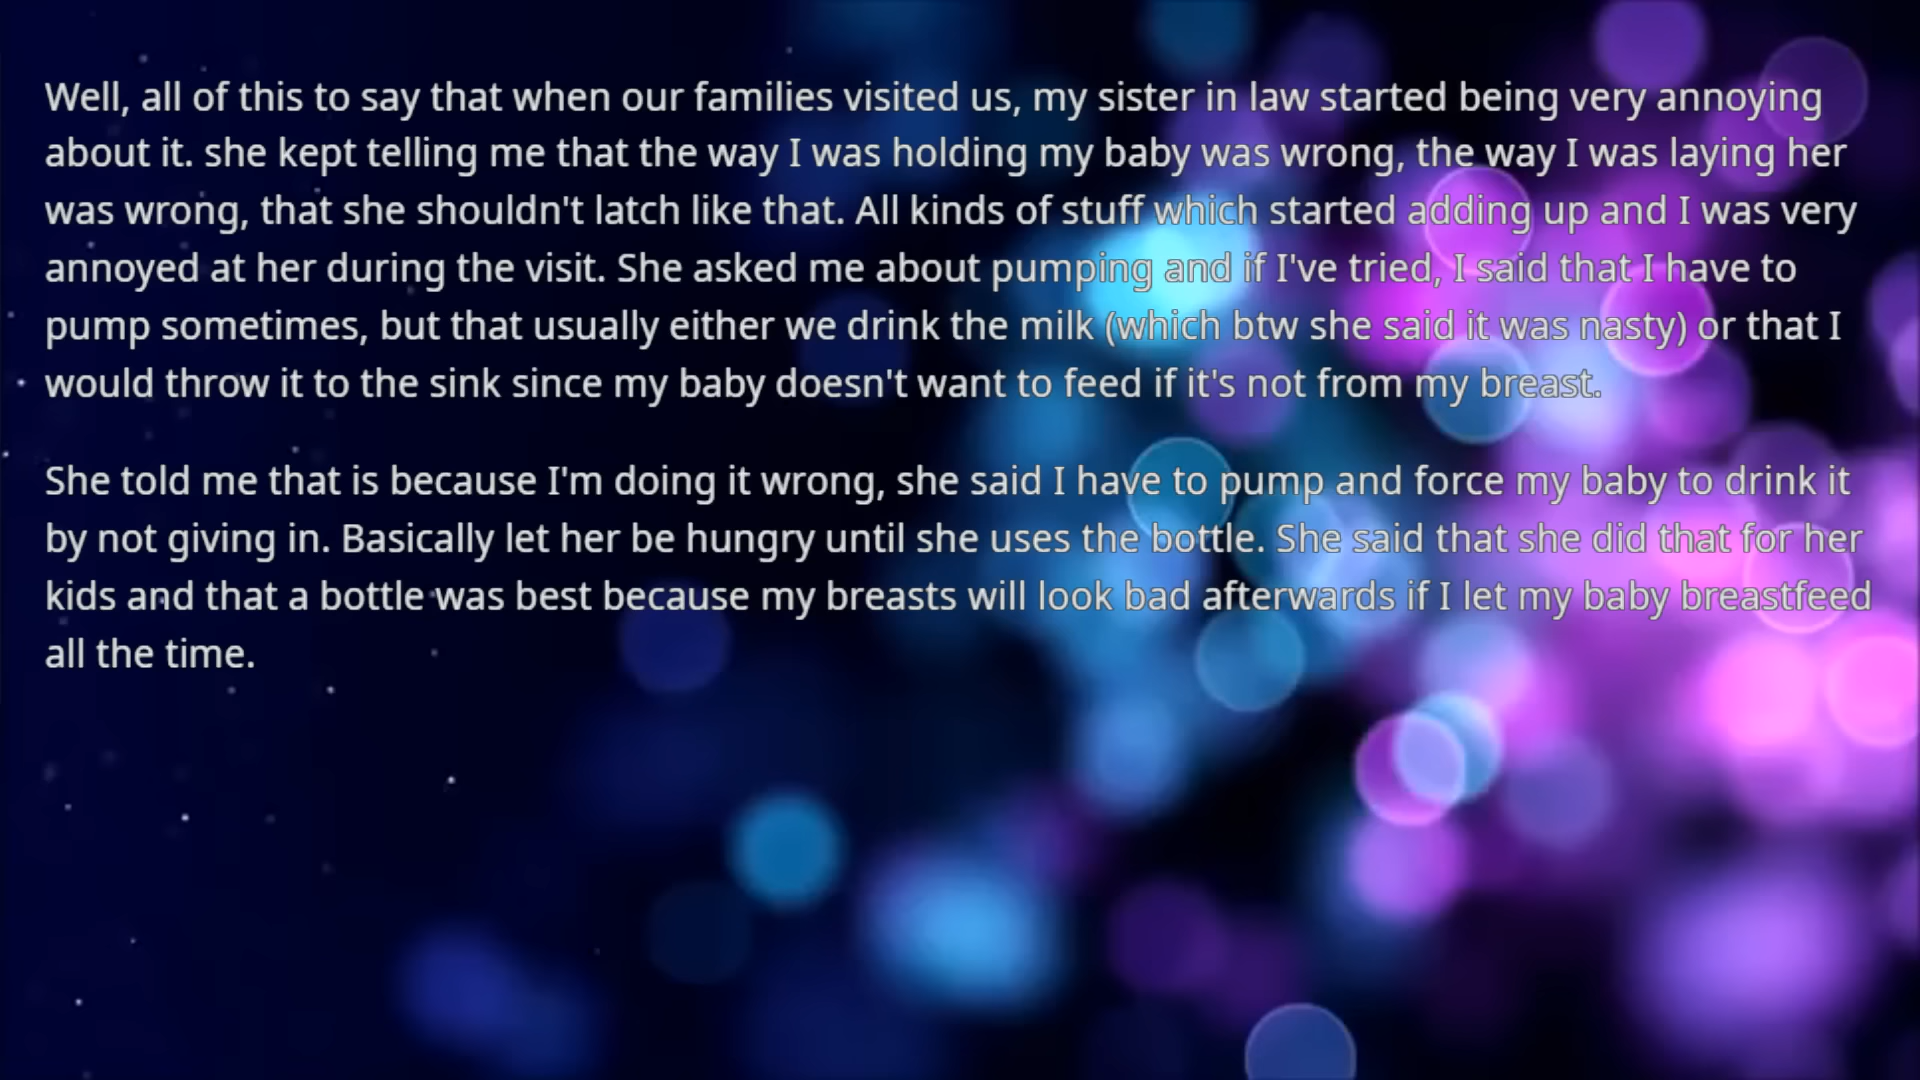 Well, all of this to say that when our families visited us, my sister in law started being very annoying
about it. she kept telling me that the way I was holding my baby was wrong, the way I was laying her
was wrong, that she shouldn't latch like that. All kinds of stuff which started adding up and I was very
annoyed at her during the visit. She asked me about pumping and if I've tried, I said that I have to
pump sometimes, but that usually either we drink the milk (which btw she said it was nasty) or that I
would throw it to the sink since my baby doesn't want to feed if it's not from my breast.
She told me that is because I'm doing it wrong, she said I have to pump and force my baby to drink it
by not giving in. Basically let her be hungry until she uses the bottle. She said that she did that for her
kids and that a bottle was best because my breasts will look bad afterwards if I let my baby breastfeed
all the time.